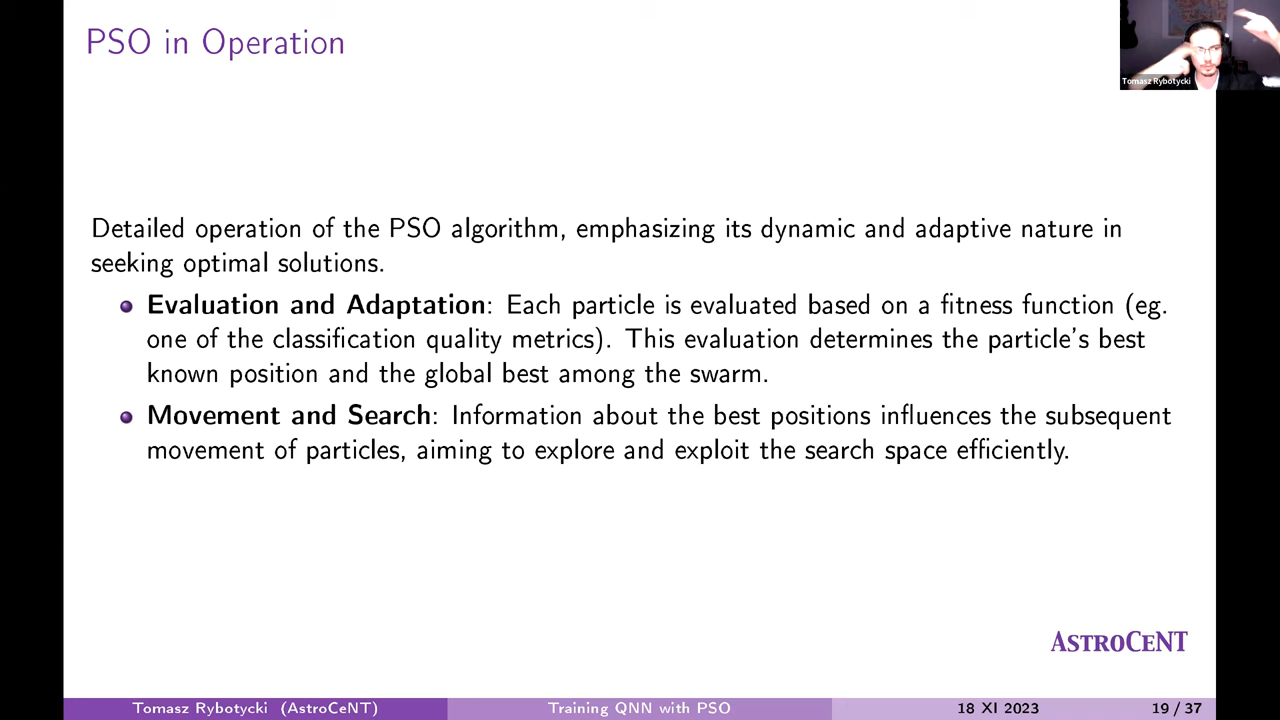 PSO in Operation
Tomasz Rybotycki
Detailed operation of the PSO algorithm, emphasizing its dynamic and adaptive nature in
seeking optimal solutions.
Evaluation and Adaptation: Each particle is evaluated based on a fitness function (eg.
one of the classification quality metrics). This evaluation determines the particle's best
known position and the global best among the swarm.
Movement and Search: Information about the best positions influences the subsequent
movement of particles, aiming to explore and exploit the search space efficiently.
ASTROCENT
Tomasz Rybotycki (AstroCeNT) Training QNN with PSO 18 XI 2023 19 / 37